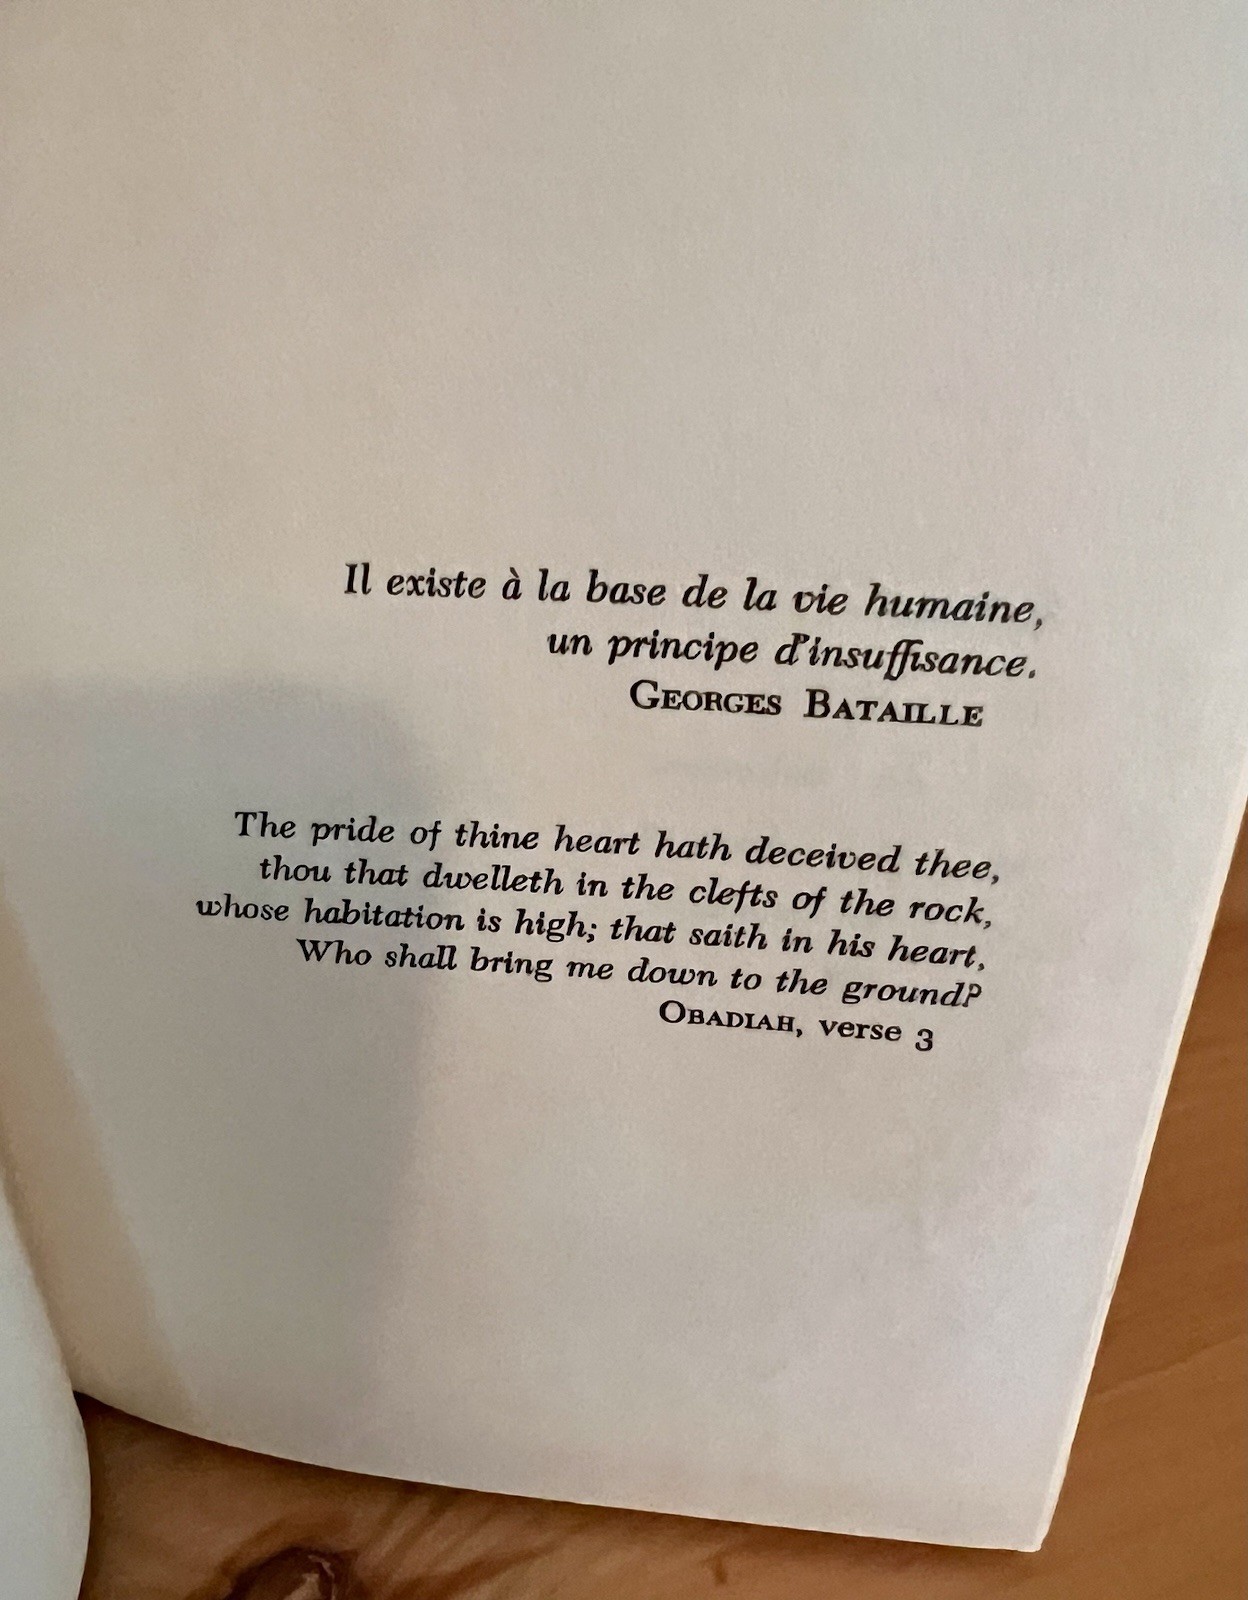 Il existe à la base de la vie humaine,
un principe d'insuffisance.
GEORGES BATAILLE
The pride of thine heart hath deceived thee,
thou that dwelleth in the clefts of the rock,
whose habitation is high; that saith in his heart,
Who shall bring me down to the ground?
OBADIAH, verse 3